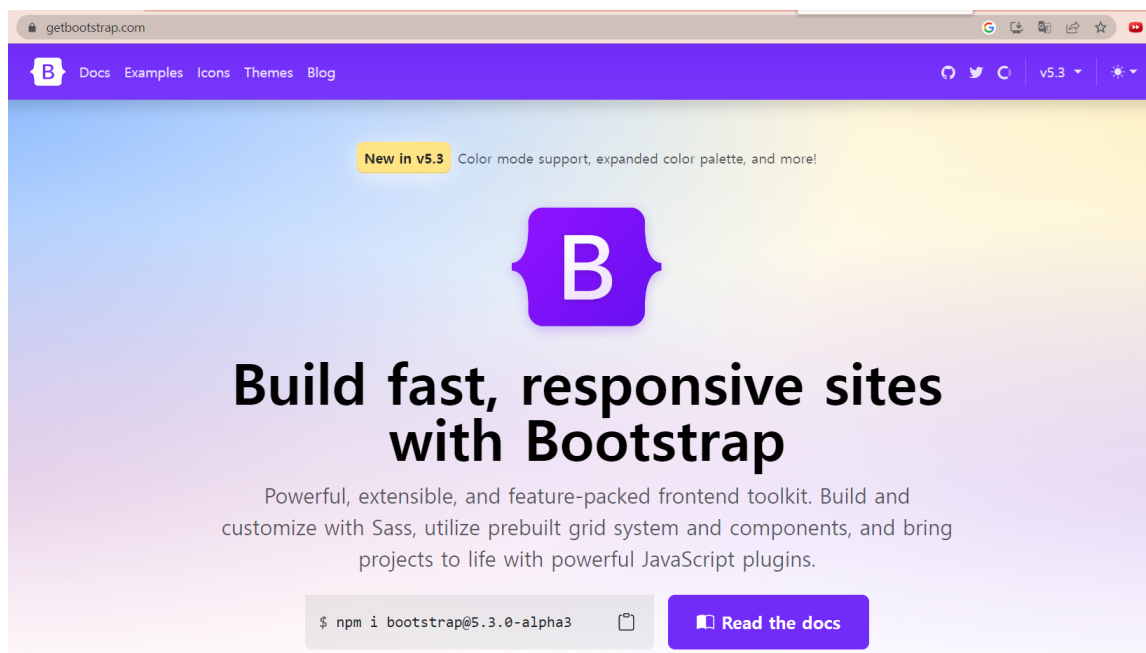 getbootstrap.com
B Docs Examples Icons Themes Blog v5.3
New in v5.3 Color mode support, expanded color palette, and more!
B
Build fast, responsive sites
with Bootstrap
Powerful, extensible, and feature-packed frontend toolkit. Build and
customize with Sass, utilize prebuilt grid system and components, and bring
projects to life with powerful JavaScript plugins.
$ npm i bootstrap@5.3.0-alpha3 Read the docs